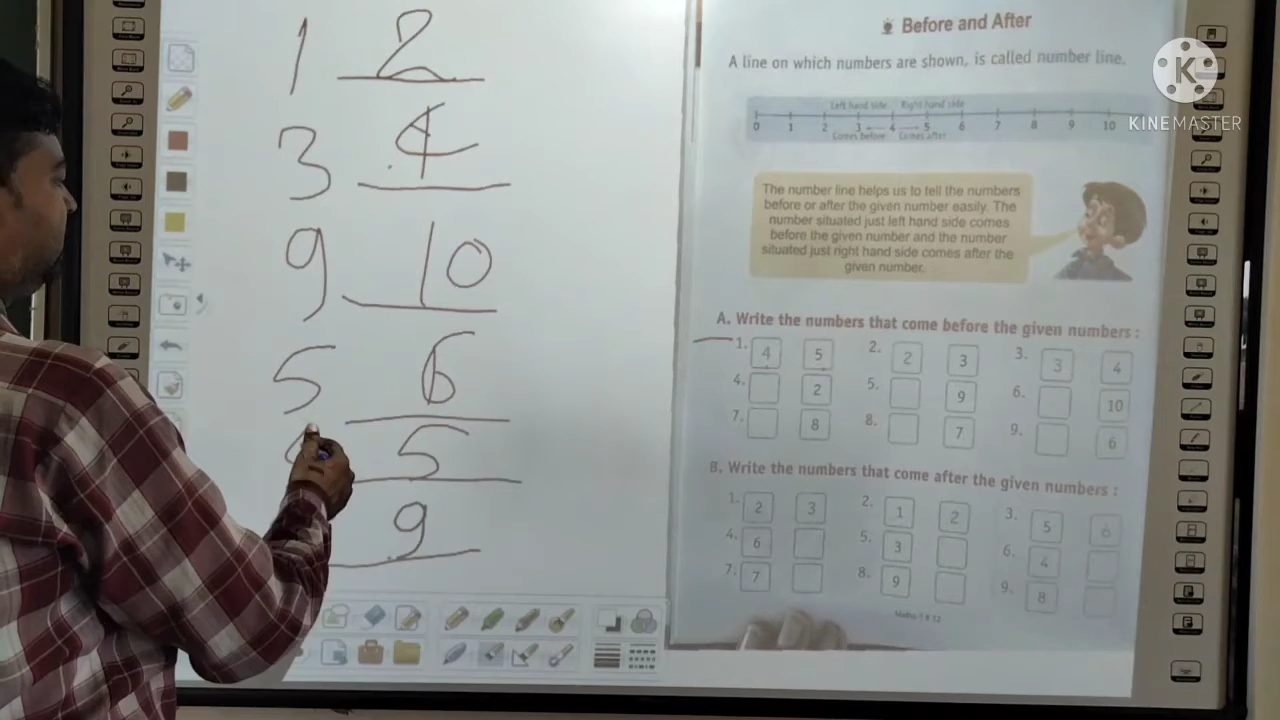 1 2
3 4
9 10
5 6
5
9
Before and After
A line on which numbers are shown, is called number line.
Left hand side Right hand side
0 1 2 3 4 5 6 7 8 9 10
Comes before Comes after
The number line helps us to tell the numbers
before or after the given number easily. The
number situated just left hand side comes
before the given number and the number
situated just right hand side comes after the
given number.
A. Write the numbers that come before the given numbers :
1. 4 5 2. 2 3 3. 3 4
4. 2 5. 9 6. 10
7. 8 8. 7 9. 6
B. Write the numbers that come after the given numbers :
1. 2 3 2. 1 2 3. 5 6
4. 6 5. 3 6. 4
7. 7 8. 9 9. 8
K
KINEMASTER